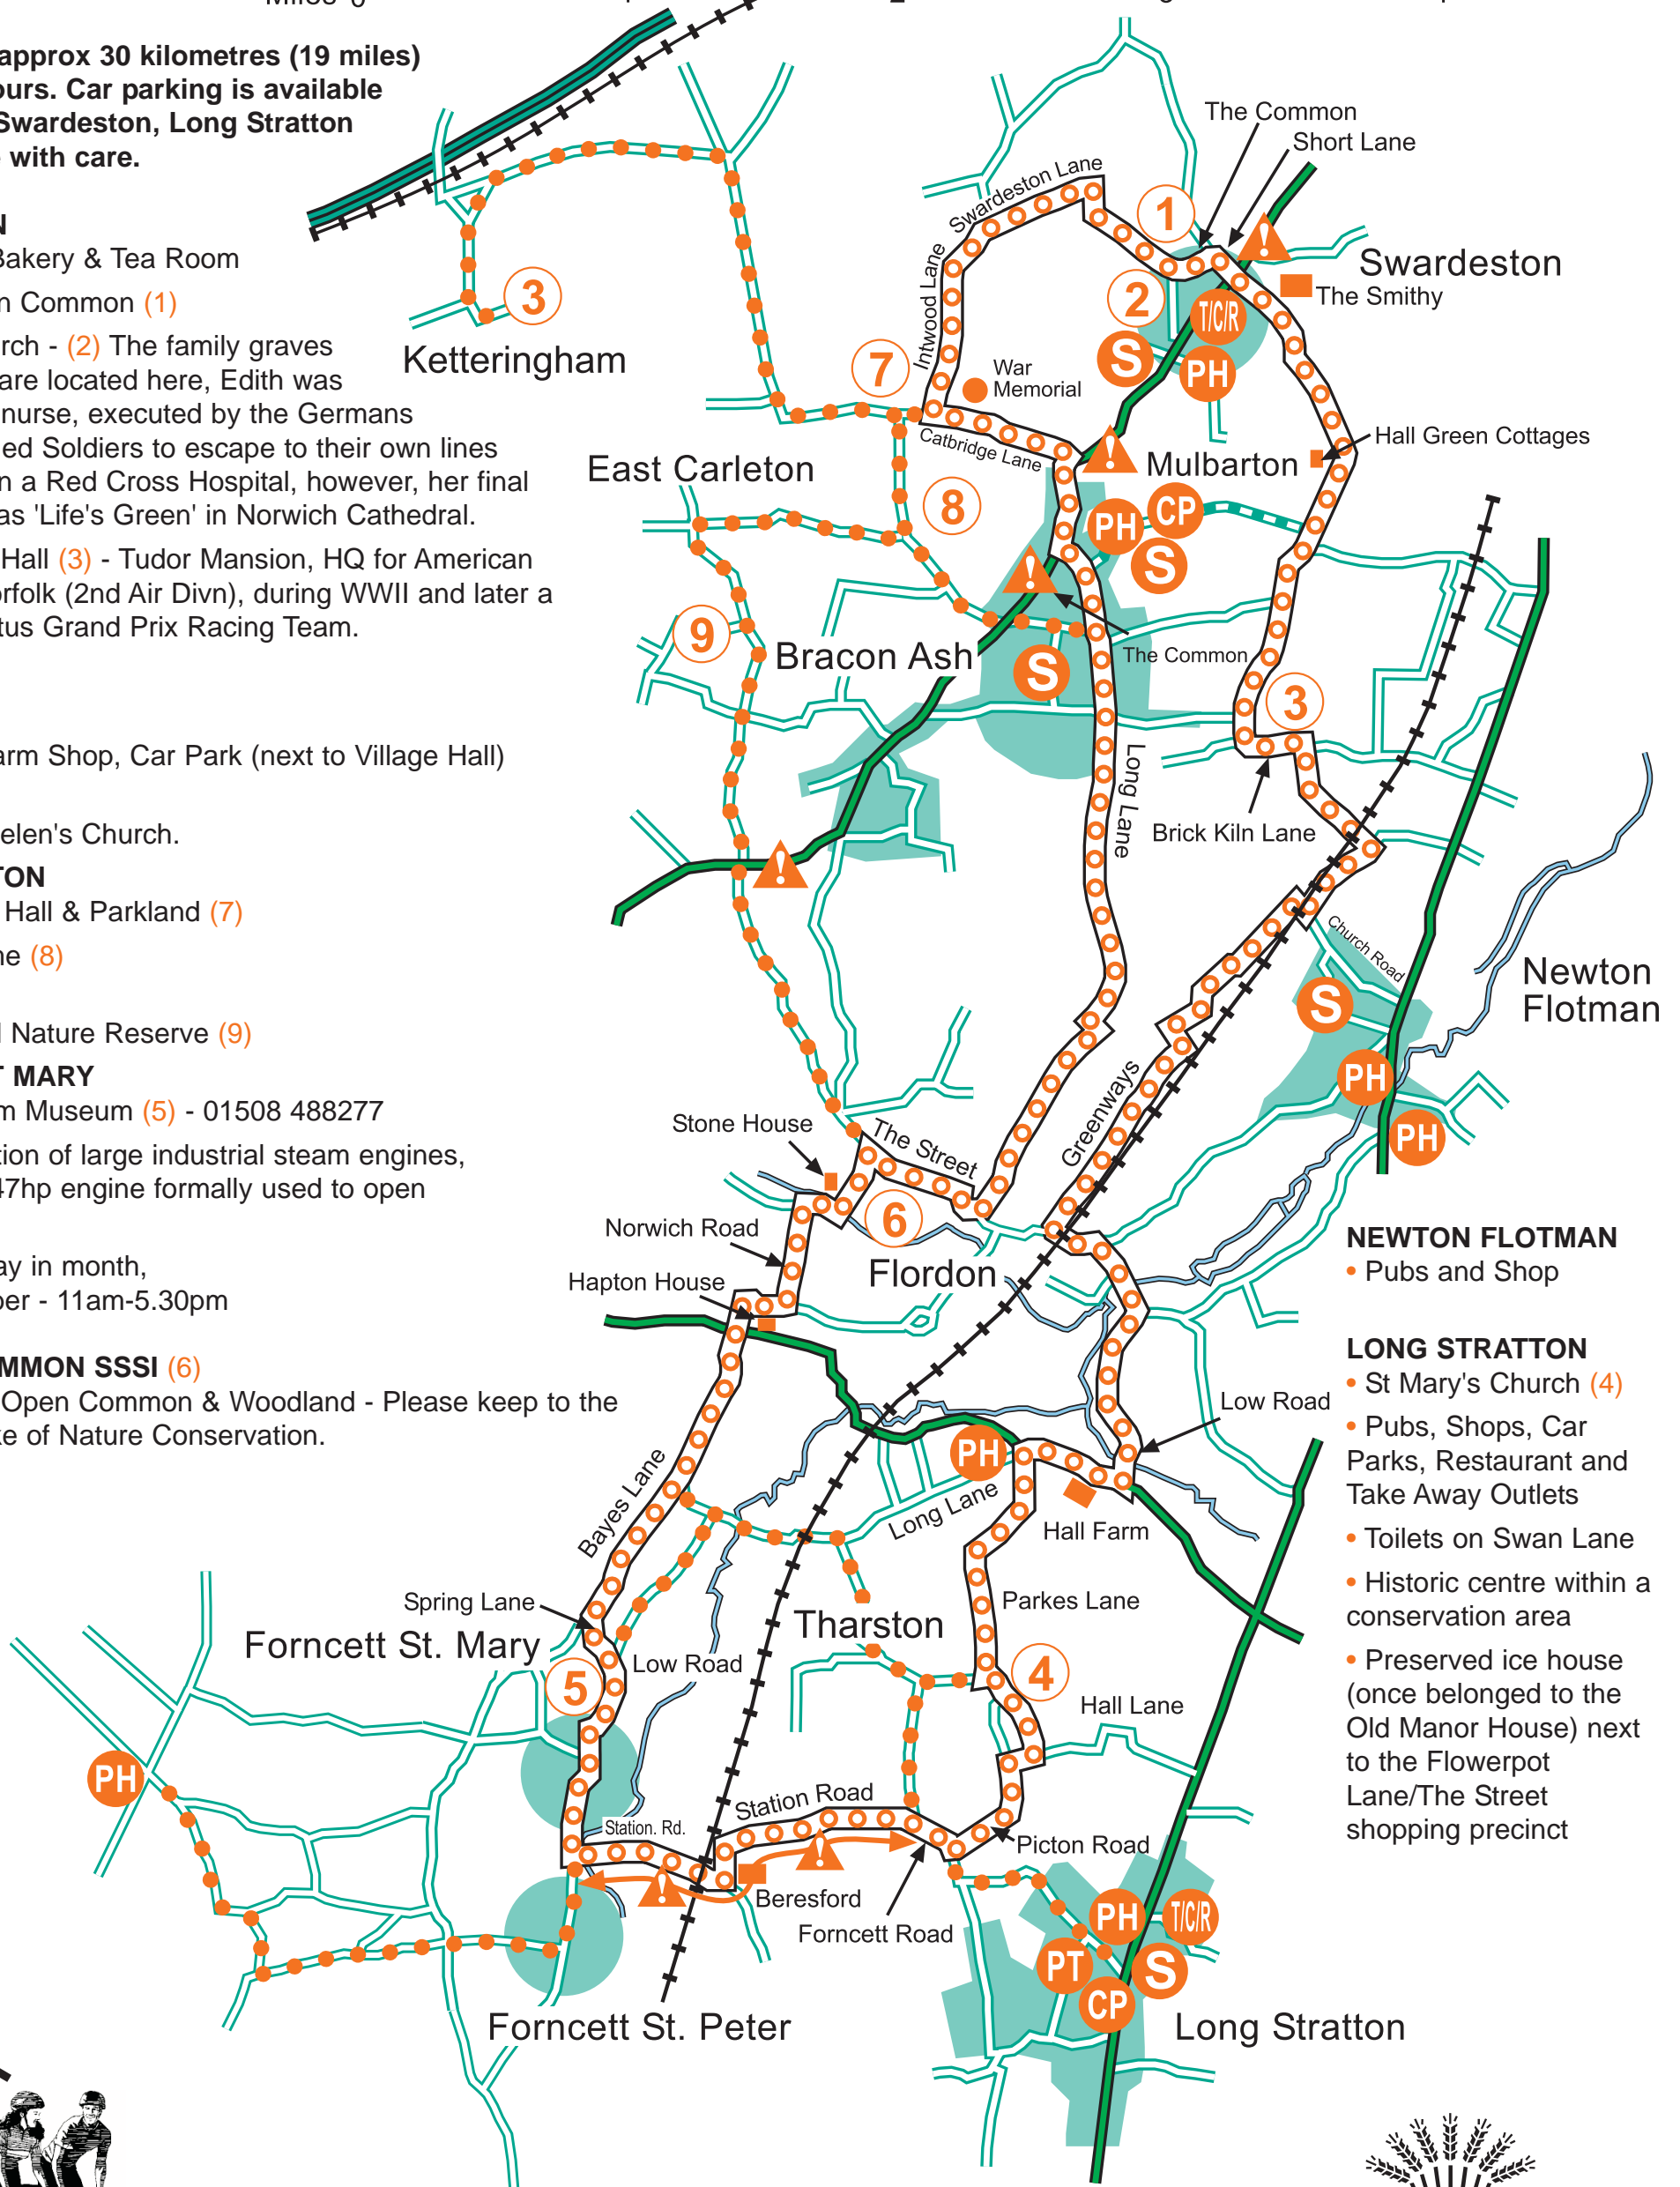 approx 30 kilometres (19 miles)
ours. Car parking is available
Swardeston, Long Stratton
with care.
N
Bakery & Tea Room
n Common (1)
rch - (2) The family graves
are located here, Edith was
nurse, executed by the Germans
ed Soldiers to escape to their own lines
n a Red Cross Hospital, however, her final
as 'Life's Green' in Norwich Cathedral.
Hall (3) - Tudor Mansion, HQ for American
orfolk (2nd Air Divn), during WWII and later a
tus Grand Prix Racing Team.
arm Shop, Car Park (next to Village Hall)
elen's Church.
TON
Hall & Parkland (7)
ne (8)
l Nature Reserve (9)
T MARY
m Museum (5) - 01508 488277
tion of large industrial steam engines,
47hp engine formally used to open
ay in month,
ber - 11am-5.30pm
MMON SSSI (6)
Open Common & Woodland - Please keep to the
ke of Nature Conservation.
The Common
Short Lane
Swardeston Lane
1
Swardeston
The Smithy
2
T/C/R
S
PH
3
Ketteringham
Intwood Lane
7
War
Memorial
Catbridge Lane
Mulbarton
Hall Green Cottages
East Carleton
8
PH
CP
S
9
Bracon Ash
The Common
S
3
Long Lane
Brick Kiln Lane
Church Road
Newton
Flotman
S
PH
PH
Greenways
Stone House
The Street
6
Norwich Road
Flordon
Hapton House
Low Road
PH
Bayes Lane
Long Lane
Hall Farm
Spring Lane
Parkes Lane
Tharston
Forncett St. Mary
Low Road
5
4
Hall Lane
PH
Station Road
Station. Rd.
Picton Road
Beresford
Forncett Road
PH
T/C/R
PT
S
CP
Forncett St. Peter
Long Stratton
NEWTON FLOTMAN
• Pubs and Shop
LONG STRATTON
• St Mary's Church (4)
• Pubs, Shops, Car
Parks, Restaurant and
Take Away Outlets
• Toilets on Swan Lane
• Historic centre within a
conservation area
• Preserved ice house
(once belonged to the
Old Manor House) next
to the Flowerpot
Lane/The Street
shopping precinct